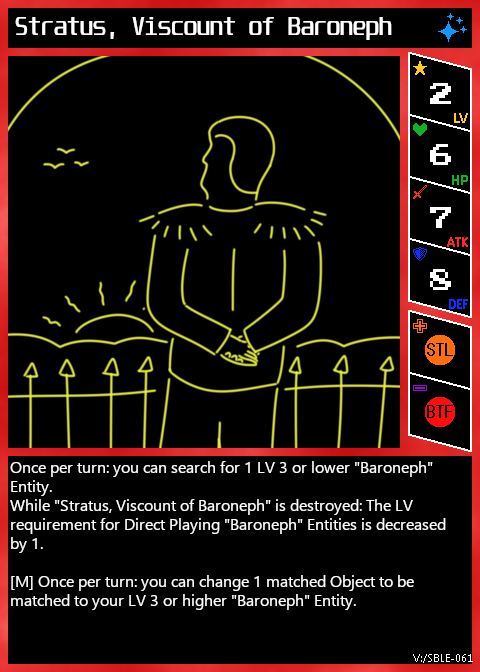 Stratus, Viscount of Baroneph
2
LV
6
HP
7
ATK
8
DEF
STL
BTF
Once per turn: you can search for 1 LV 3 or lower "Baroneph"
Entity.
While "Stratus, Viscount of Baroneph" is destroyed: The LV
requirement for Direct Playing "Baroneph" Entities is decreased
by 1.
[M] Once per turn: you can change 1 matched Object to be
matched to your LV 3 or higher "Baroneph" Entity.
V:/SBLE-061